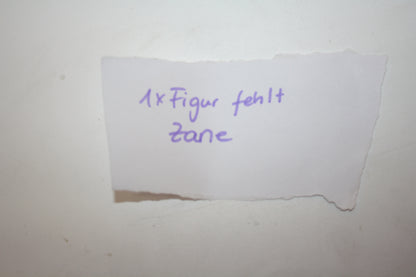 1x Figur fehlt
Zane